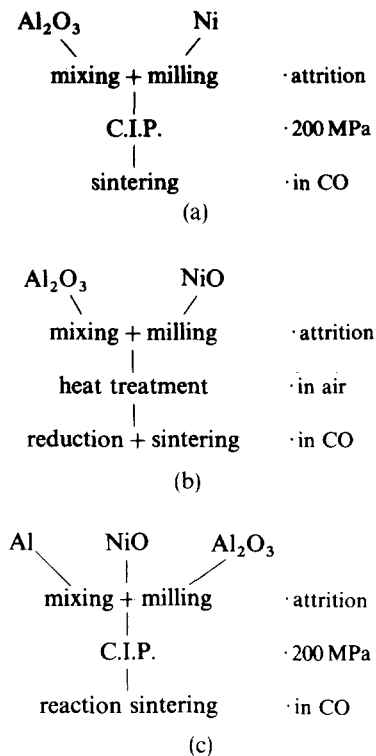 Al₂O₃ Ni
mixing + milling · attrition
C.I.P. · 200 MPa
sintering · in CO
(a)
Al₂O₃ NiO
mixing + milling · attrition
heat treatment · in air
reduction + sintering · in CO
(b)
Al NiO Al₂O₃
mixing + milling · attrition
C.I.P. · 200 MPa
reaction sintering · in CO
(c)